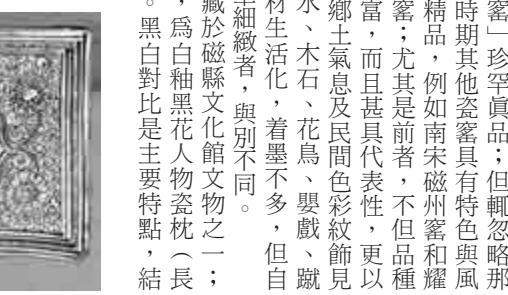 窰」珍罕眞品；但輒忽略那
時期其他瓷窰具有特色與風
精品，例如南宋磁州窰和耀
窰；尤其是前者，不但品種
富，而且甚具代表性，更以
鄉土氣息及民間色彩紋飾見
水、木石、花鳥、嬰戲、蹴
材生活化，着墨不多，但自
細緻者，與別不同。
藏於磁縣文化館文物之一；
，爲白釉黑花人物瓷枕（長
。黑白對比是主要特點，結